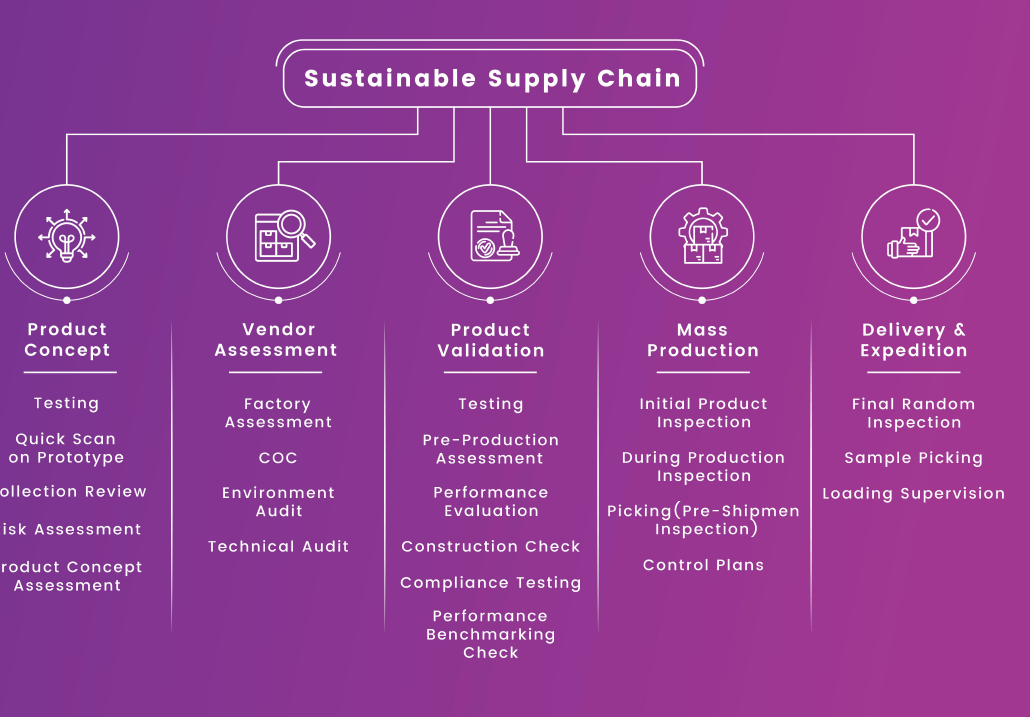 Sustainable Supply Chain
Product
Concept
Testing
Quick Scan
on Prototype
ollection Review
isk Assessment
roduct Concept
Assessment
Vendor
Assessment
Factory
Assessment
COC
Environment
Audit
Technical Audit
Product
Validation
Testing
Pre-Production
Assessment
Performance
Evaluation
Construction Check
Compliance Testing
Performance
Benchmarking
Check
Mass
Production
Initial Product
Inspection
During Production
Inspection
Picking(Pre-Shipmen
Inspection)
Control Plans
Delivery &
Expedition
Final Random
Inspection
Sample Picking
Loading Supervision